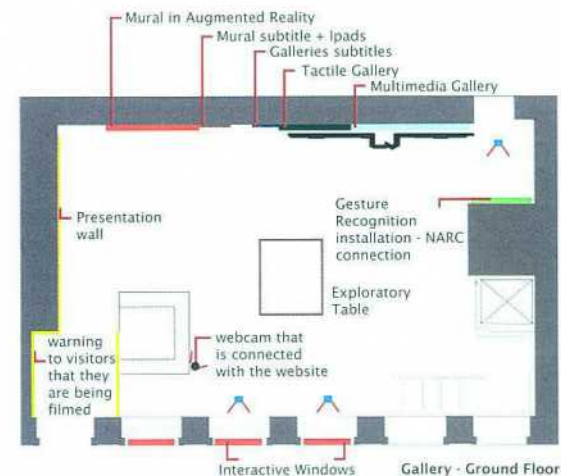 Mural in Augmented Reality
Mural subtitle + Ipads
Galleries subtitles
Tactile Gallery
Multimedia Gallery
Presentation
wall
Gesture
Recognition
installation - NARC
connection
Exploratory
Table
warning
to visitors
that they
are being
filmed
webcam that
is connected
with the website
Interactive Windows
Gallery - Ground Floor